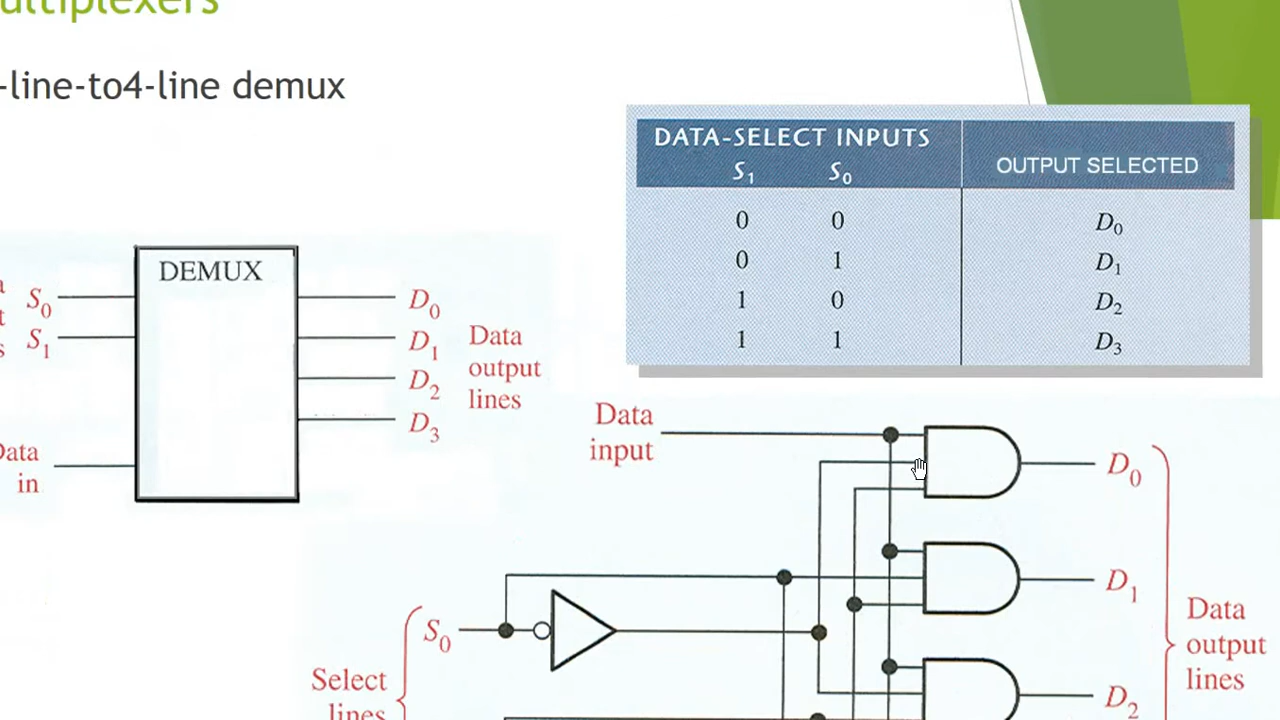 ultiplexers
-line-to4-line demux
DATA-SELECT INPUTS
S1 S0 OUTPUT SELECTED
0 0 D0
0 1 D1
1 0 D2
1 1 D3
DEMUX
a
t
s
S0
S1
Data
in
D0
D1
D2
D3
Data
output
lines
Data
input
S0
Select
lines
D0
D1
D2
Data
output
lines